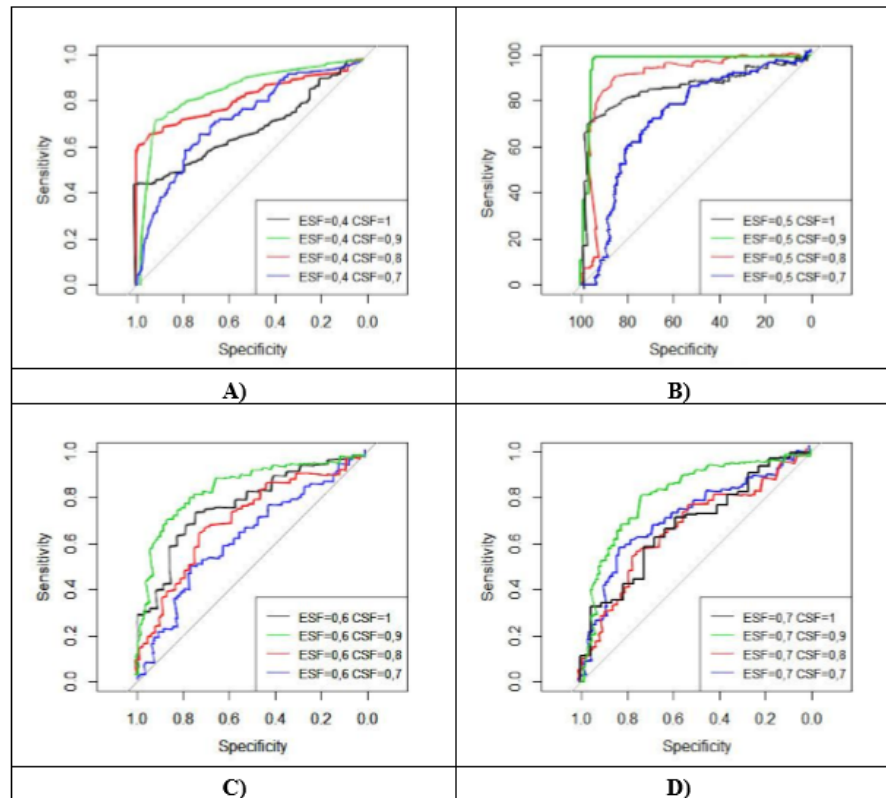 1.0
0.8
0.6
0.4
0.2
0.0
Sensitivity
ESF=0,4 CSF=1
ESF=0,4 CSF=0,9
ESF=0,4 CSF=0,8
ESF=0,4 CSF=0,7
1.0 0.8 0.6 0.4 0.2 0.0
Specificity
A)
100
80
60
40
20
0
Sensitivity
ESF=0,5 CSF=1
ESF=0,5 CSF=0,9
ESF=0,5 CSF=0,8
ESF=0,5 CSF=0,7
100 80 60 40 20 0
Specificity
B)
1.0
0.8
0.6
0.4
0.2
0.0
Sensitivity
ESF=0,6 CSF=1
ESF=0,6 CSF=0,9
ESF=0,6 CSF=0,8
ESF=0,6 CSF=0,7
1.0 0.8 0.6 0.4 0.2 0.0
Specificity
C)
1.0
0.8
0.6
0.4
0.2
0.0
Sensitivity
ESF=0,7 CSF=1
ESF=0,7 CSF=0,9
ESF=0,7 CSF=0,8
ESF=0,7 CSF=0,7
1.0 0.8 0.6 0.4 0.2 0.0
Specificity
D)